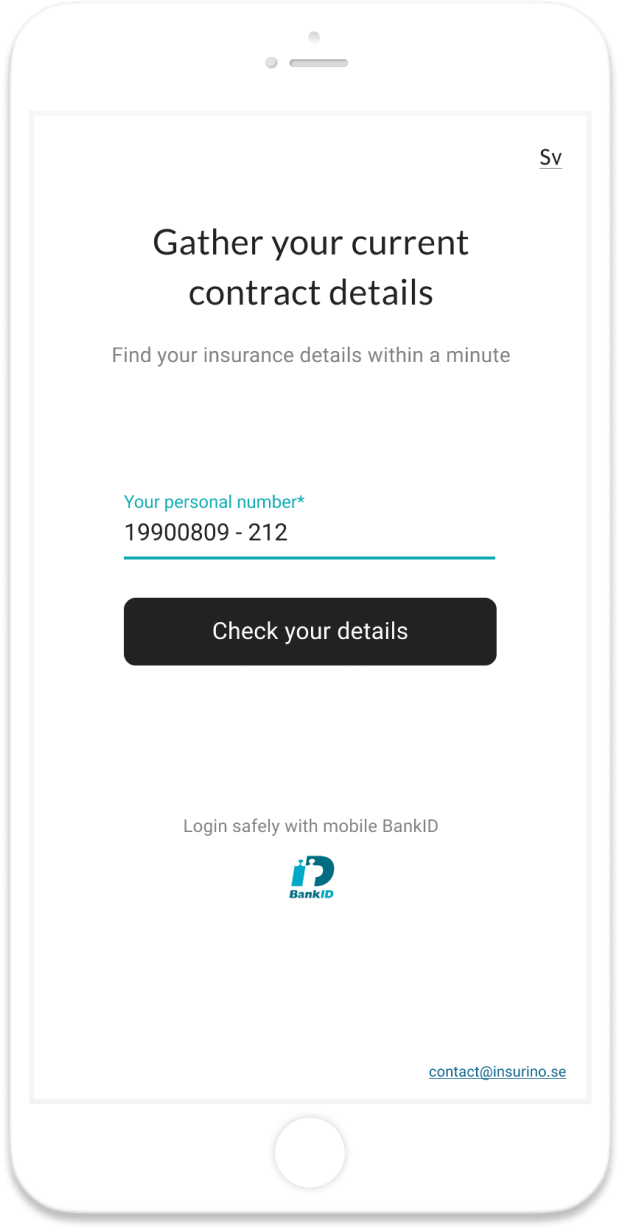 Sv
Gather your current
contract details
Find your insurance details within a minute
Your personal number*
19900809 - 212
Check your details
Login safely with mobile BankID
BankID
contact@insurino.se